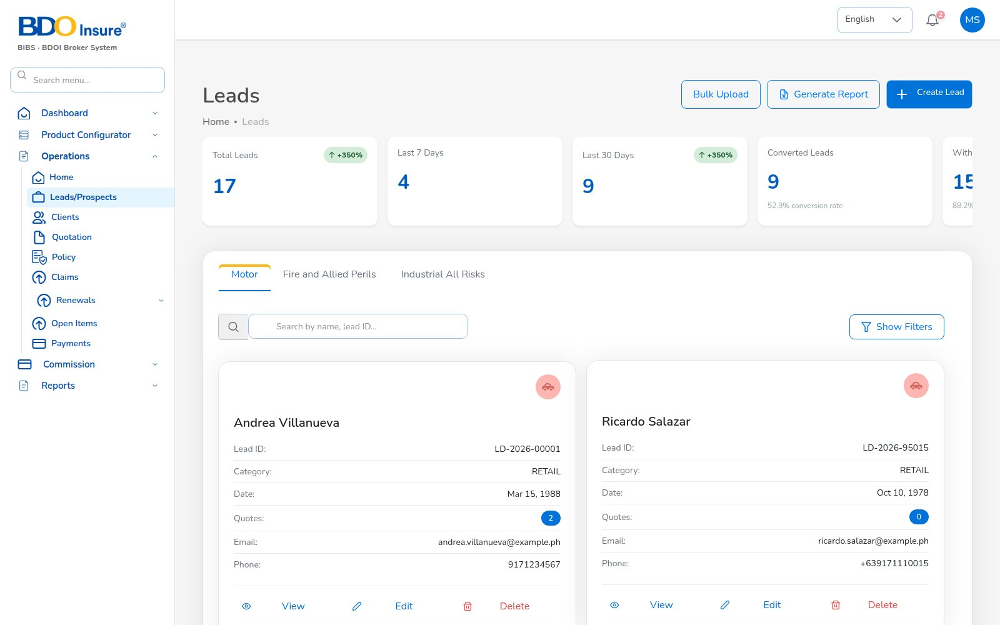 BDO Insure®
BIBS · BDOI Broker System
Search menu...
Dashboard
Product Configurator
Operations
Home
Leads/Prospects
Clients
Quotation
Policy
Claims
Renewals
Open Items
Payments
Commission
Reports
English
2
MS
Leads
Home • Leads
Bulk Upload
Generate Report
Create Lead
Total Leads
+350%
17
Last 7 Days
4
Last 30 Days
+350%
9
Converted Leads
9
52.9% conversion rate
With
15
88.2%
Motor
Fire and Allied Perils
Industrial All Risks
Search by name, lead ID...
Show Filters
Andrea Villanueva
Lead ID: LD-2026-00001
Category: RETAIL
Date: Mar 15, 1988
Quotes: 2
Email: andrea.villanueva@example.ph
Phone: 9171234567
View Edit Delete
Ricardo Salazar
Lead ID: LD-2026-95015
Category: RETAIL
Date: Oct 10, 1978
Quotes: 0
Email: ricardo.salazar@example.ph
Phone: +639171110015
View Edit Delete